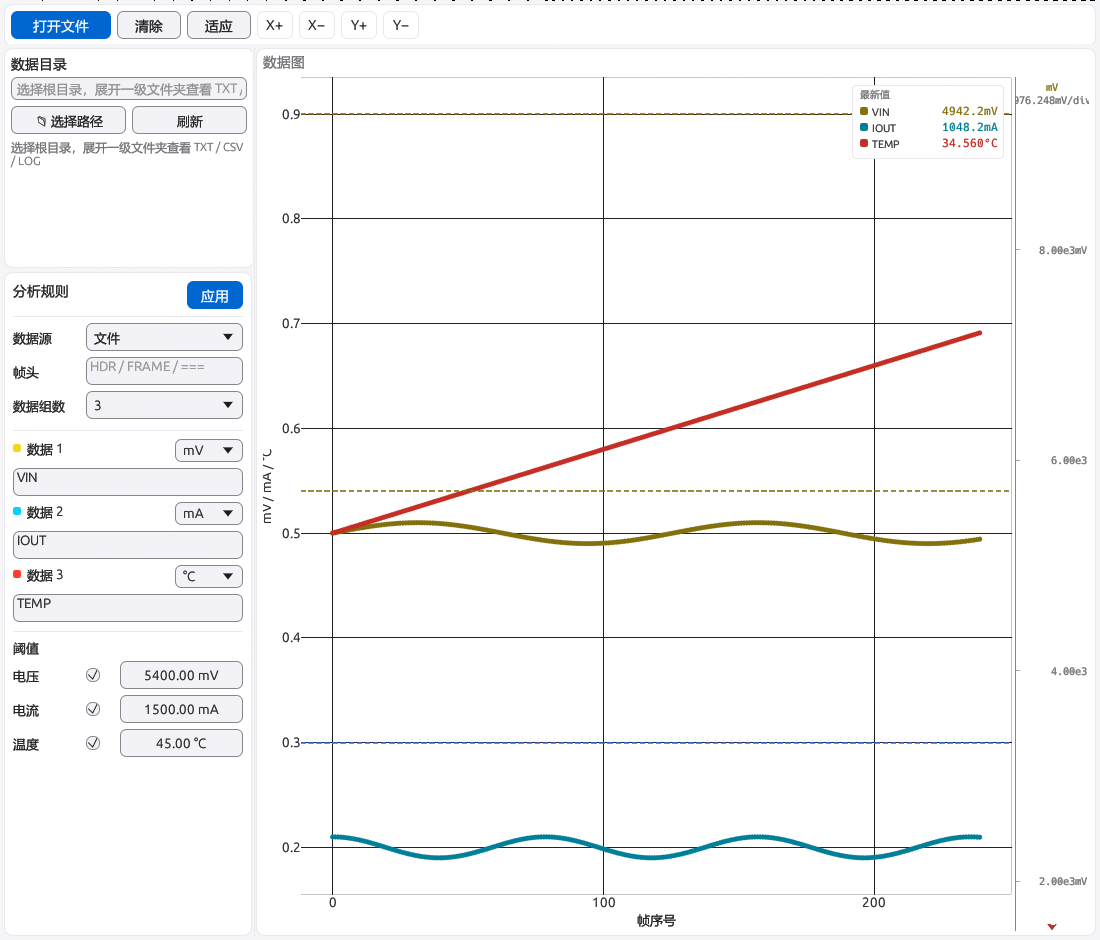 打开文件 清除 适应 X+ X− Y+ Y−
数据目录
选择根目录，展开一级文件夹查看 TXT /
选择路径 刷新
选择根目录，展开一级文件夹查看 TXT / CSV
/ LOG
分析规则 应用
数据源 文件
帧头 HDR / FRAME / ===
数据组数 3
数据 1 mV
VIN
数据 2 mA
IOUT
数据 3 °C
TEMP
阈值
电压 5400.00 mV
电流 1500.00 mA
温度 45.00 °C
数据图
最新值
VIN 4942.2mV
IOUT 1048.2mA
TEMP 34.560°C
0.9
0.8
0.7
0.6
0.5
0.4
0.3
0.2
mV / mA / °C
0 100 200
帧序号
mV
976.248mV/div
8.00e3mV
6.00e3
4.00e3
2.00e3mV